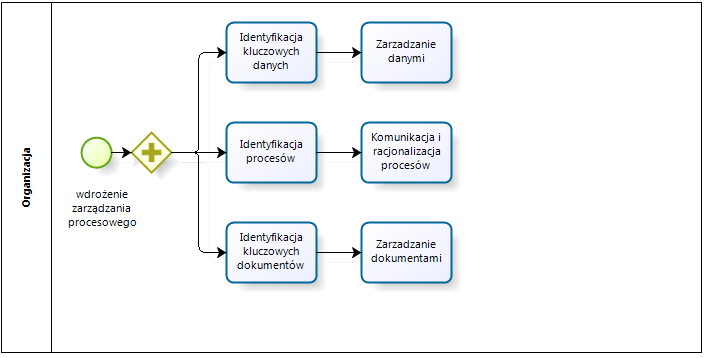 Organizacja
wdrożenie
zarządzania
procesowego
Identyfikacja
kluczowych
danych
Zarzadzanie
danymi
Identyfikacja
procesów
Komunikacja i
racjonalizacja
procesów
Identyfikacja
kluczowych
dokumentów
Zarzadzanie
dokumentami